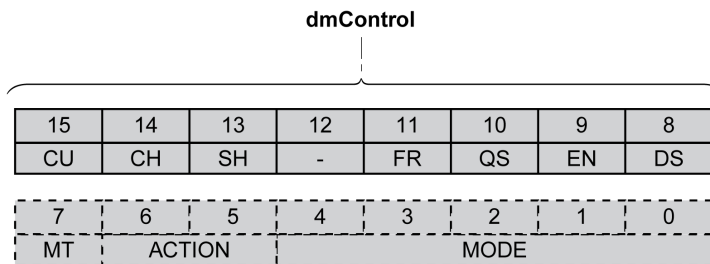 dmControl
15 14 13 12 11 10 9 8
CU CH SH - FR QS EN DS
7 6 5 4 3 2 1 0
MT ACTION MODE